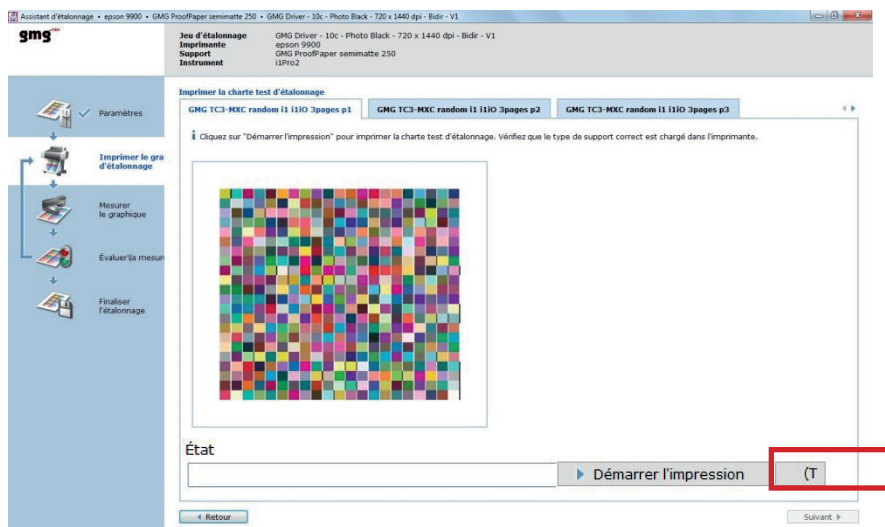 Assistant d'étalonnage • epson 9900 • GMG ProofPaper semimatte 250 • GMG Driver - 10c - Photo Black - 720 x 1440 dpi - Bidir - V1
gmg
Jeu d'étalonnage GMG Driver - 10c - Photo Black - 720 x 1440 dpi - Bidir - V1
Imprimante epson 9900
Support GMG ProofPaper semimatte 250
Instrument i1Pro2
Paramètres
Imprimer le gra
d'étalonnage
Mesurer
le graphique
Évaluer\la mesur
Finaliser
l'étalonnage
Imprimer la charte test d'étalonnage
GMG TC3-MXC random i1 i1iO 3pages p1 GMG TC3-MXC random i1 i1iO 3pages p2 GMG TC3-MXC random i1 i1iO 3pages p3
i Cliquez sur "Démarrer l'impression" pour imprimer la charte test d'étalonnage. Vérifiez que le type de support correct est chargé dans l'imprimante.
État
Démarrer l'impression (T
Retour Suivant